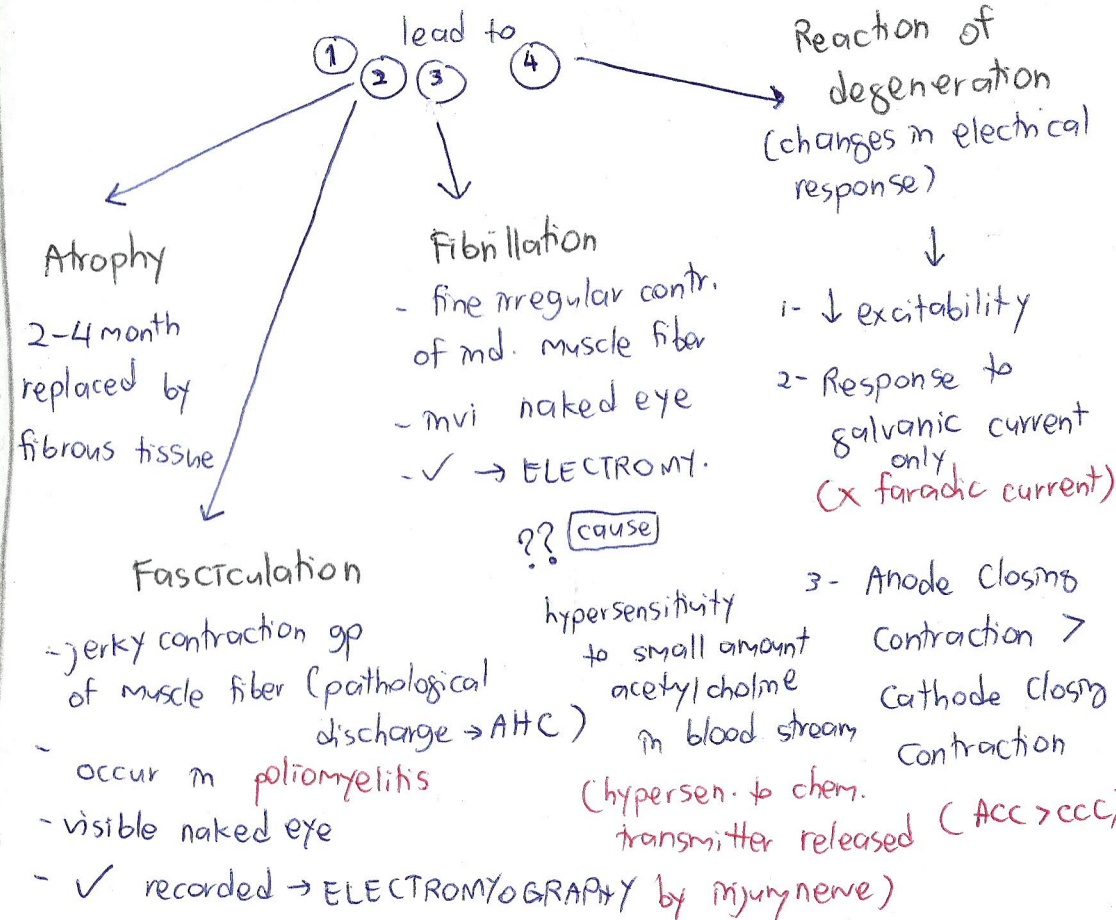 lead to
1 2 3 4
Atrophy
2-4 month
replaced by
fibrous tissue
Fasciculation
- jerky contraction gp
of muscle fiber (pathological
discharge → AHC)
-
occur in poliomyelitis
- visible naked eye
- ✓ recorded → ELECTROMYOGRAPHY
Fibrillation
- fine irregular contr.
of ind. muscle fiber
- invi naked eye
- ✓ → ELECTROMY.
?? cause
hypersensitivity
to small amount
acetylcholine
in blood stream
(hypersen. to chem.
transmitter released
by injury nerve)
Reaction of
degeneration
(changes in electrical
response)
↓
1- ↓ excitability
2- Response to
galvanic current
only
(x faradic current)
3- Anode Closing
Contraction >
Cathode Closing
Contraction
(ACC > CCC,